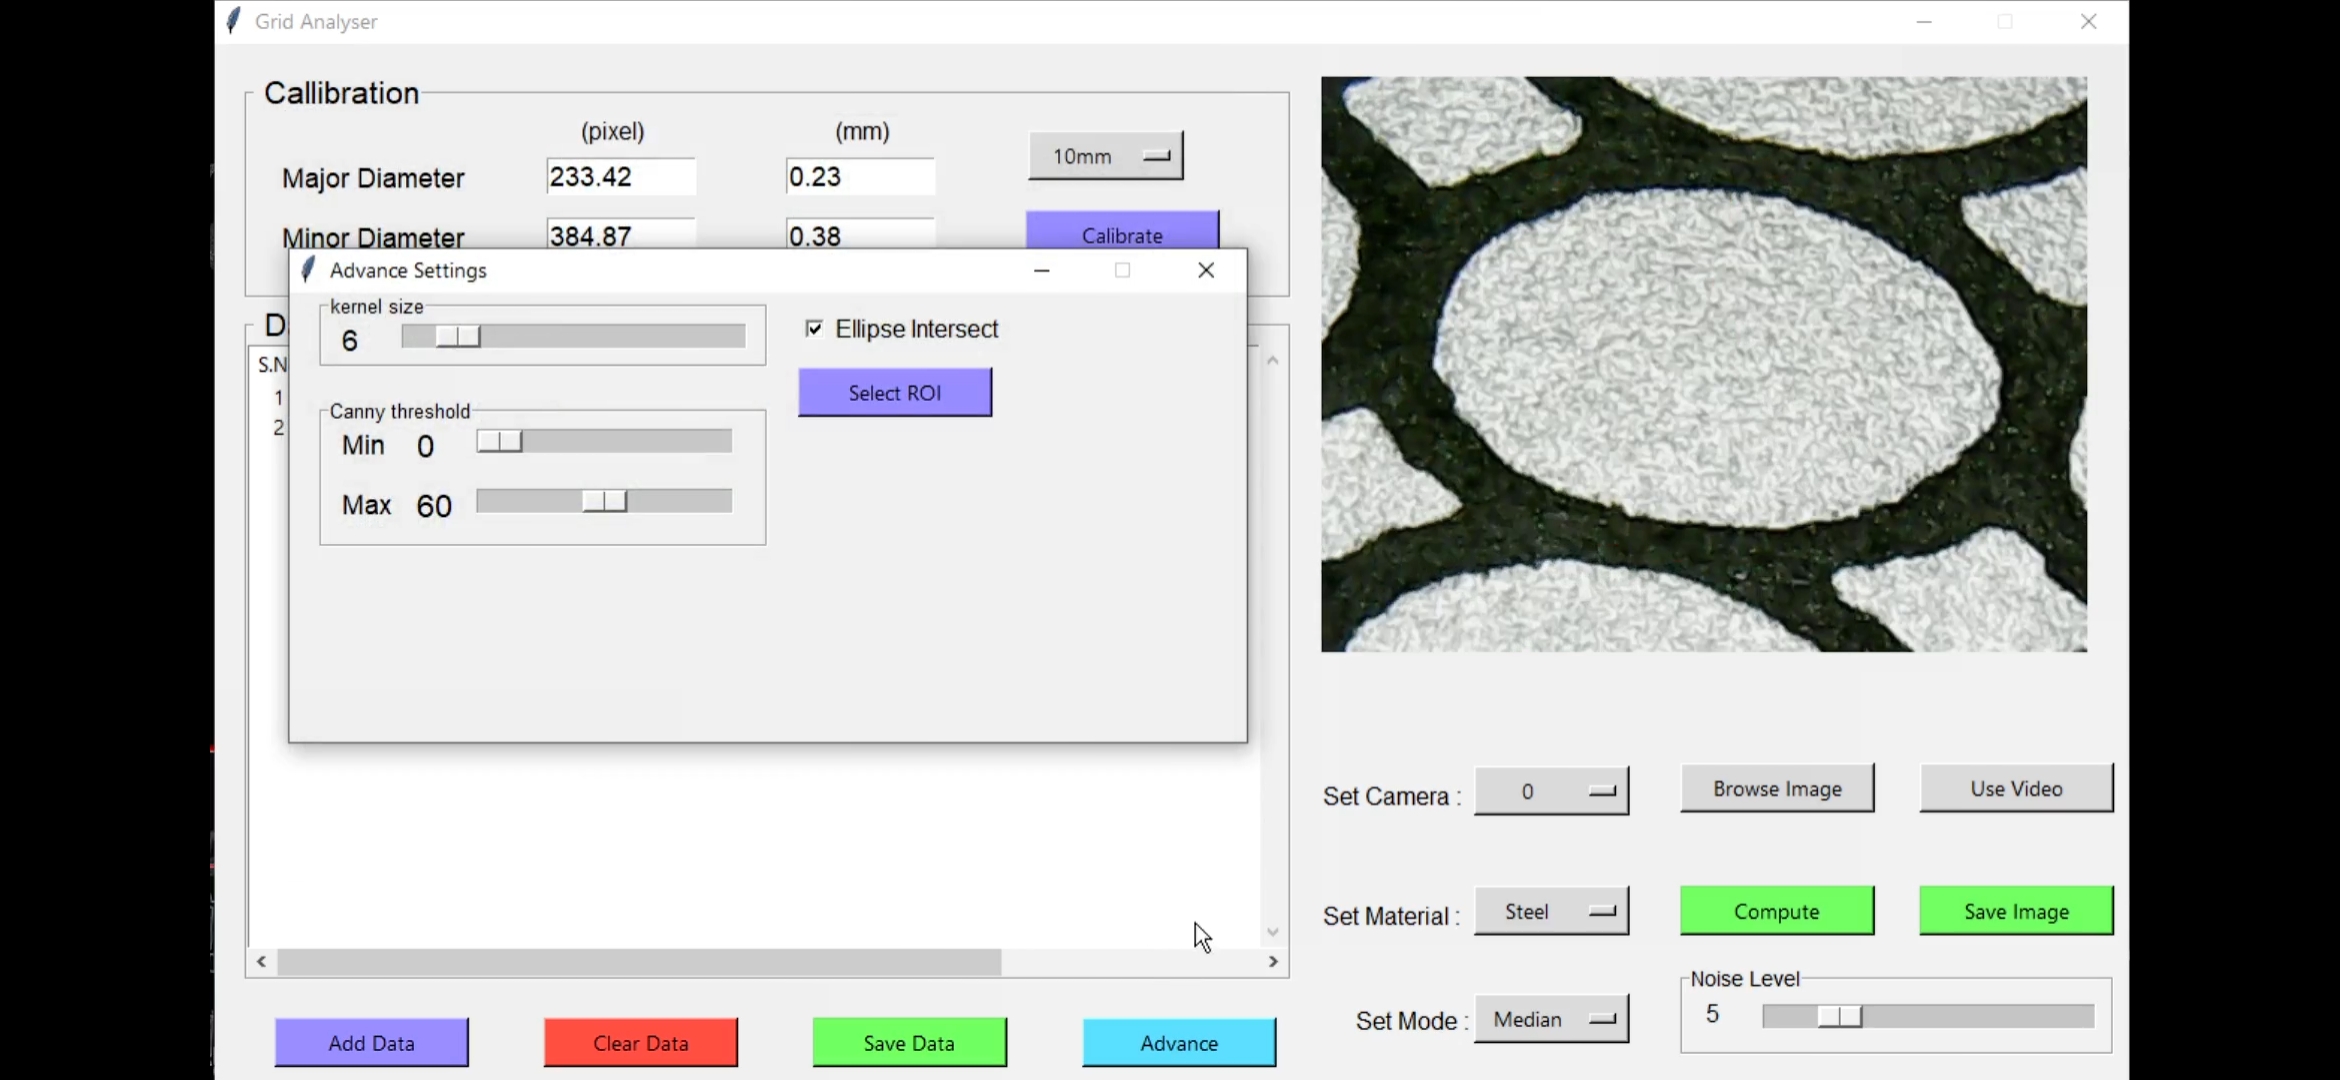 Grid Analyser
Callibration
(pixel) (mm)
10mm
Major Diameter 233.42 0.23
Minor Diameter 384.87 0.38 Calibrate
Advance Settings
kernel size
6
Ellipse Intersect
Select ROI
Canny threshold
Min 0
Max 60
S.N
1
2
Set Camera : 0 Browse Image Use Video
Set Material : Steel Compute Save Image
Noise Level
5
Set Mode : Median
Add Data Clear Data Save Data Advance